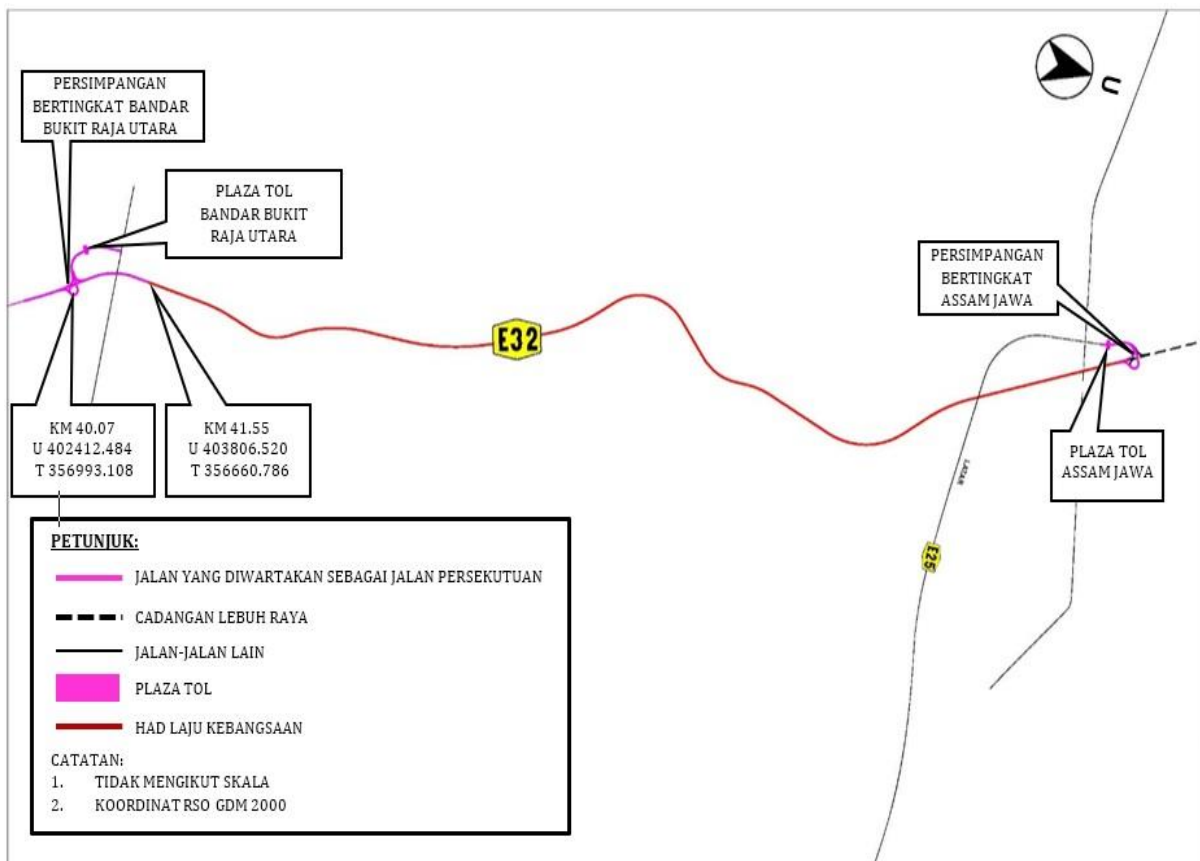 PERSIMPANGAN
BERTINGKAT BANDAR
BUKIT RAJA UTARA
PLAZA TOL
BANDAR BUKIT
RAJA UTARA
U
PERSIMPANGAN
BERTINGKAT
ASSAM JAWA
E32
KM 40.07
U 402412.484
T 356993.108
KM 41.55
U 403806.520
T 356660.786
PLAZA TOL
ASSAM JAWA
LATAR
E25
PETUNJUK:
JALAN YANG DIWARTAKAN SEBAGAI JALAN PERSEKUTUAN
CADANGAN LEBUH RAYA
JALAN-JALAN LAIN
PLAZA TOL
HAD LAJU KEBANGSAAN
CATATAN:
1. TIDAK MENGIKUT SKALA
2. KOORDINAT RSO GDM 2000